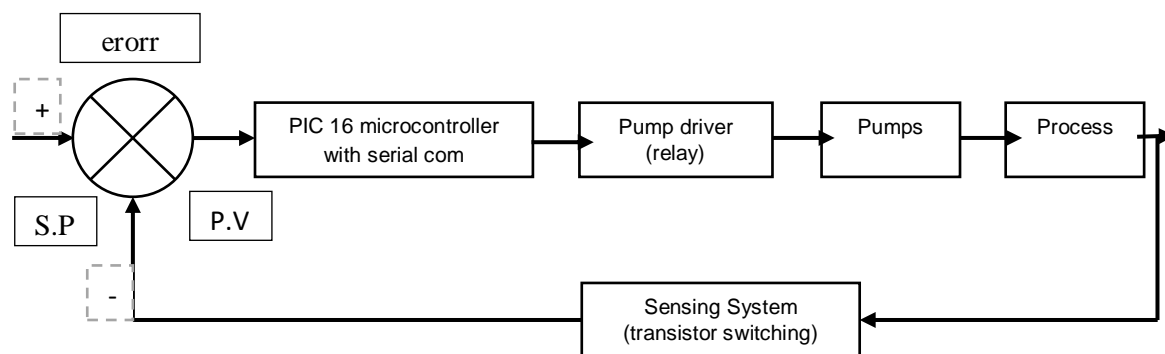 erorr
+
PIC 16 microcontroller
with serial com
Pump driver
(relay)
Pumps
Process
S.P
P.V
-
Sensing System
(transistor switching)